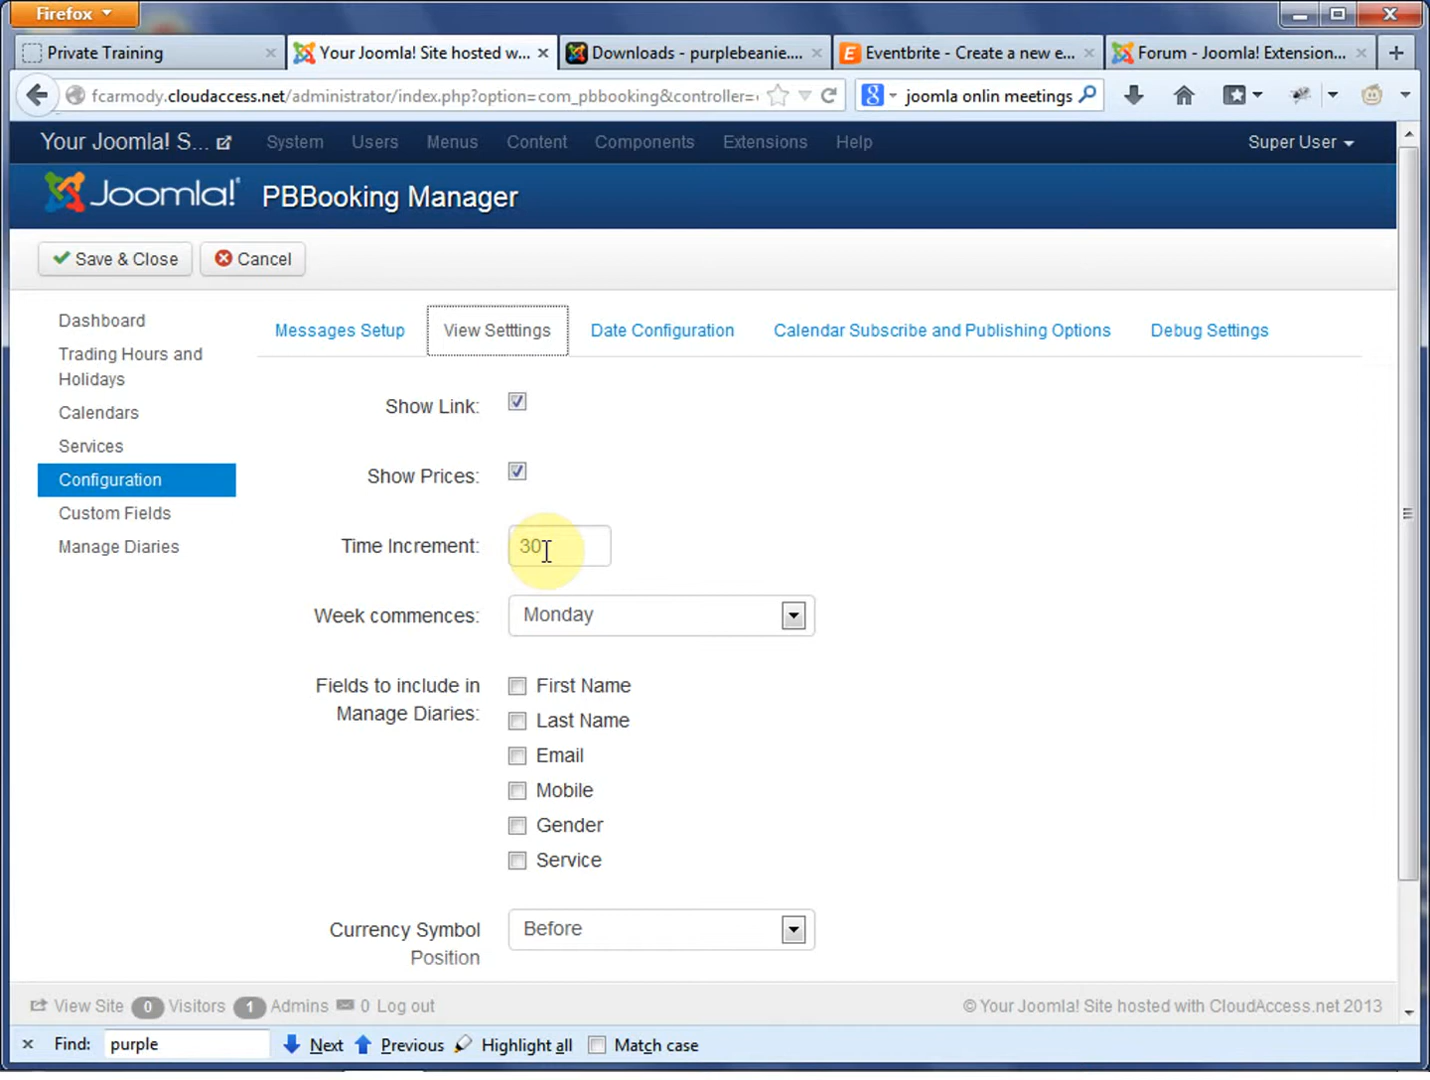 Firefox
Private Training
Your Joomla! Site hosted w...
Downloads - purplebeanie....
Eventbrite - Create a new e...
Forum - Joomla! Extension...
fcarmody.cloudaccess.net/administrator/index.php?option=com_pbbooking&controller=
joomla onlin meetings
Your Joomla! S... System Users Menus Content Components Extensions Help Super User
Joomla! PBBooking Manager
Save & Close Cancel
Dashboard
Trading Hours and
Holidays
Calendars
Services
Configuration
Custom Fields
Manage Diaries
Messages Setup View Setttings Date Configuration Calendar Subscribe and Publishing Options Debug Settings
Show Link:
Show Prices:
Time Increment: 30
Week commences: Monday
Fields to include in
Manage Diaries:
First Name
Last Name
Email
Mobile
Gender
Service
Currency Symbol
Position
Before
View Site 0 Visitors 1 Admins 0 Log out © Your Joomla! Site hosted with CloudAccess.net 2013
Find: purple Next Previous Highlight all Match case